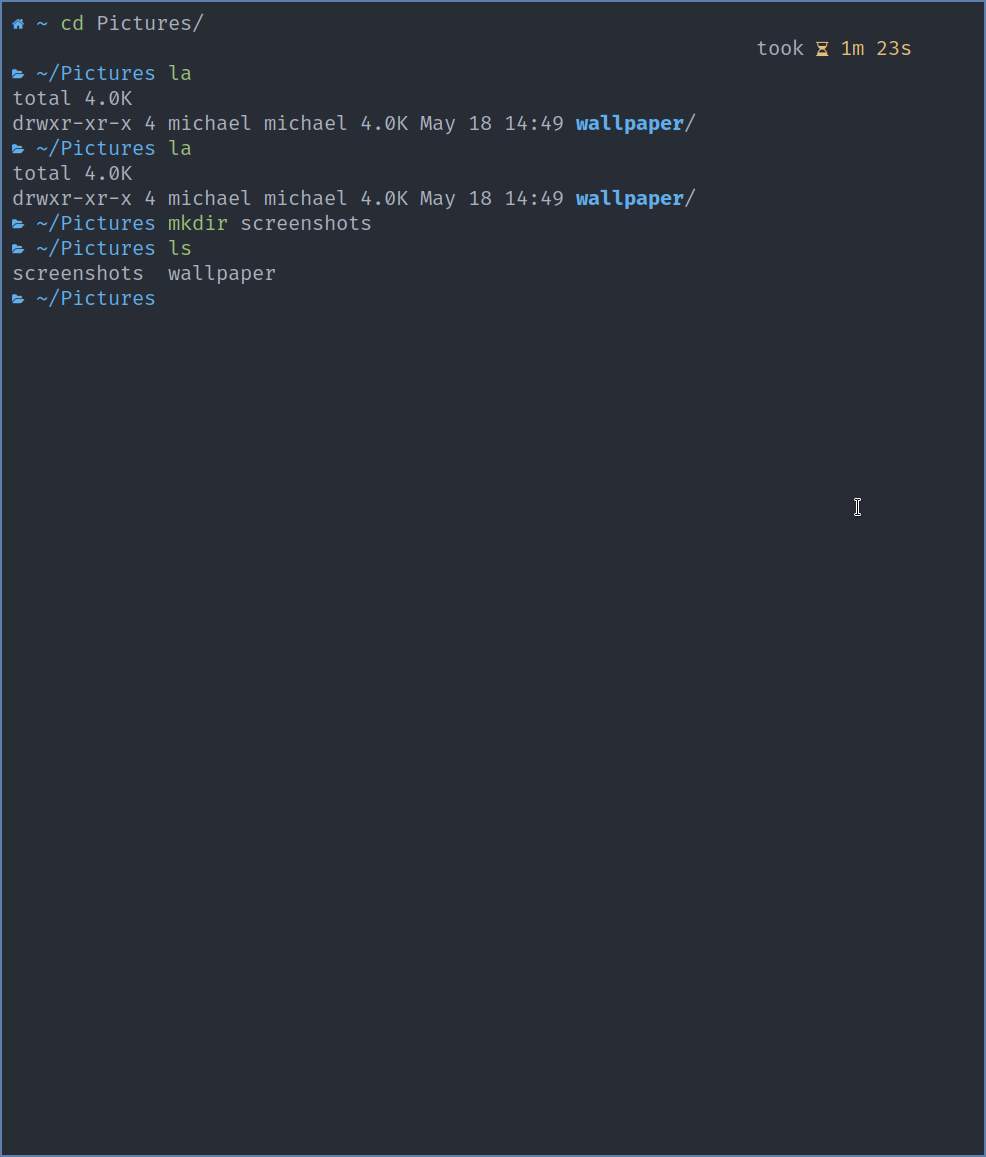 ~ cd Pictures/
took 1m 23s
~/Pictures la
total 4.0K
drwxr-xr-x 4 michael michael 4.0K May 18 14:49 wallpaper/
~/Pictures la
total 4.0K
drwxr-xr-x 4 michael michael 4.0K May 18 14:49 wallpaper/
~/Pictures mkdir screenshots
~/Pictures ls
screenshots  wallpaper
~/Pictures